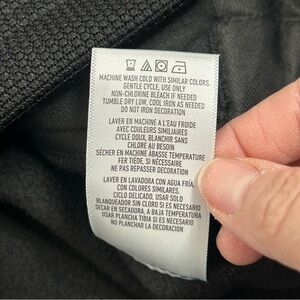 MACHINE WASH COLD WITH SIMILAR COLORS,
GENTLE CYCLE, USE ONLY
NON-CHLORINE BLEACH IF NEEDED
TUMBLE DRY LOW, COOL IRON AS NEEDED
DO NOT IRON DECORATION
LAVER EN MACHINE A L'EAU FROIDE
AVEC COULEURS SIMILIAIRES
CYCLE DOUX, BLANCHIR SANS
CHLORE AU BESOIN
SÉCHER EN MACHINE ABASSE TEMPERATURE
FER TIÈDE, SI NÉCESSAIRE
NE PAS REPASSER DECORATION
LAVAR EN LAVADORA CON AGUA FRÍA,
CON COLORES SIMILARES.
CICLO DELICADO, USAR SOLO
BLANQUEADOR SIN CLORO SI ES NECESARIO
SECAR EN SECADORA, A BAJA TEMPERATURA
USAR PLANCHA TIBIA SI ES NECESARIO
NO PLANCHAR LA DECORACION